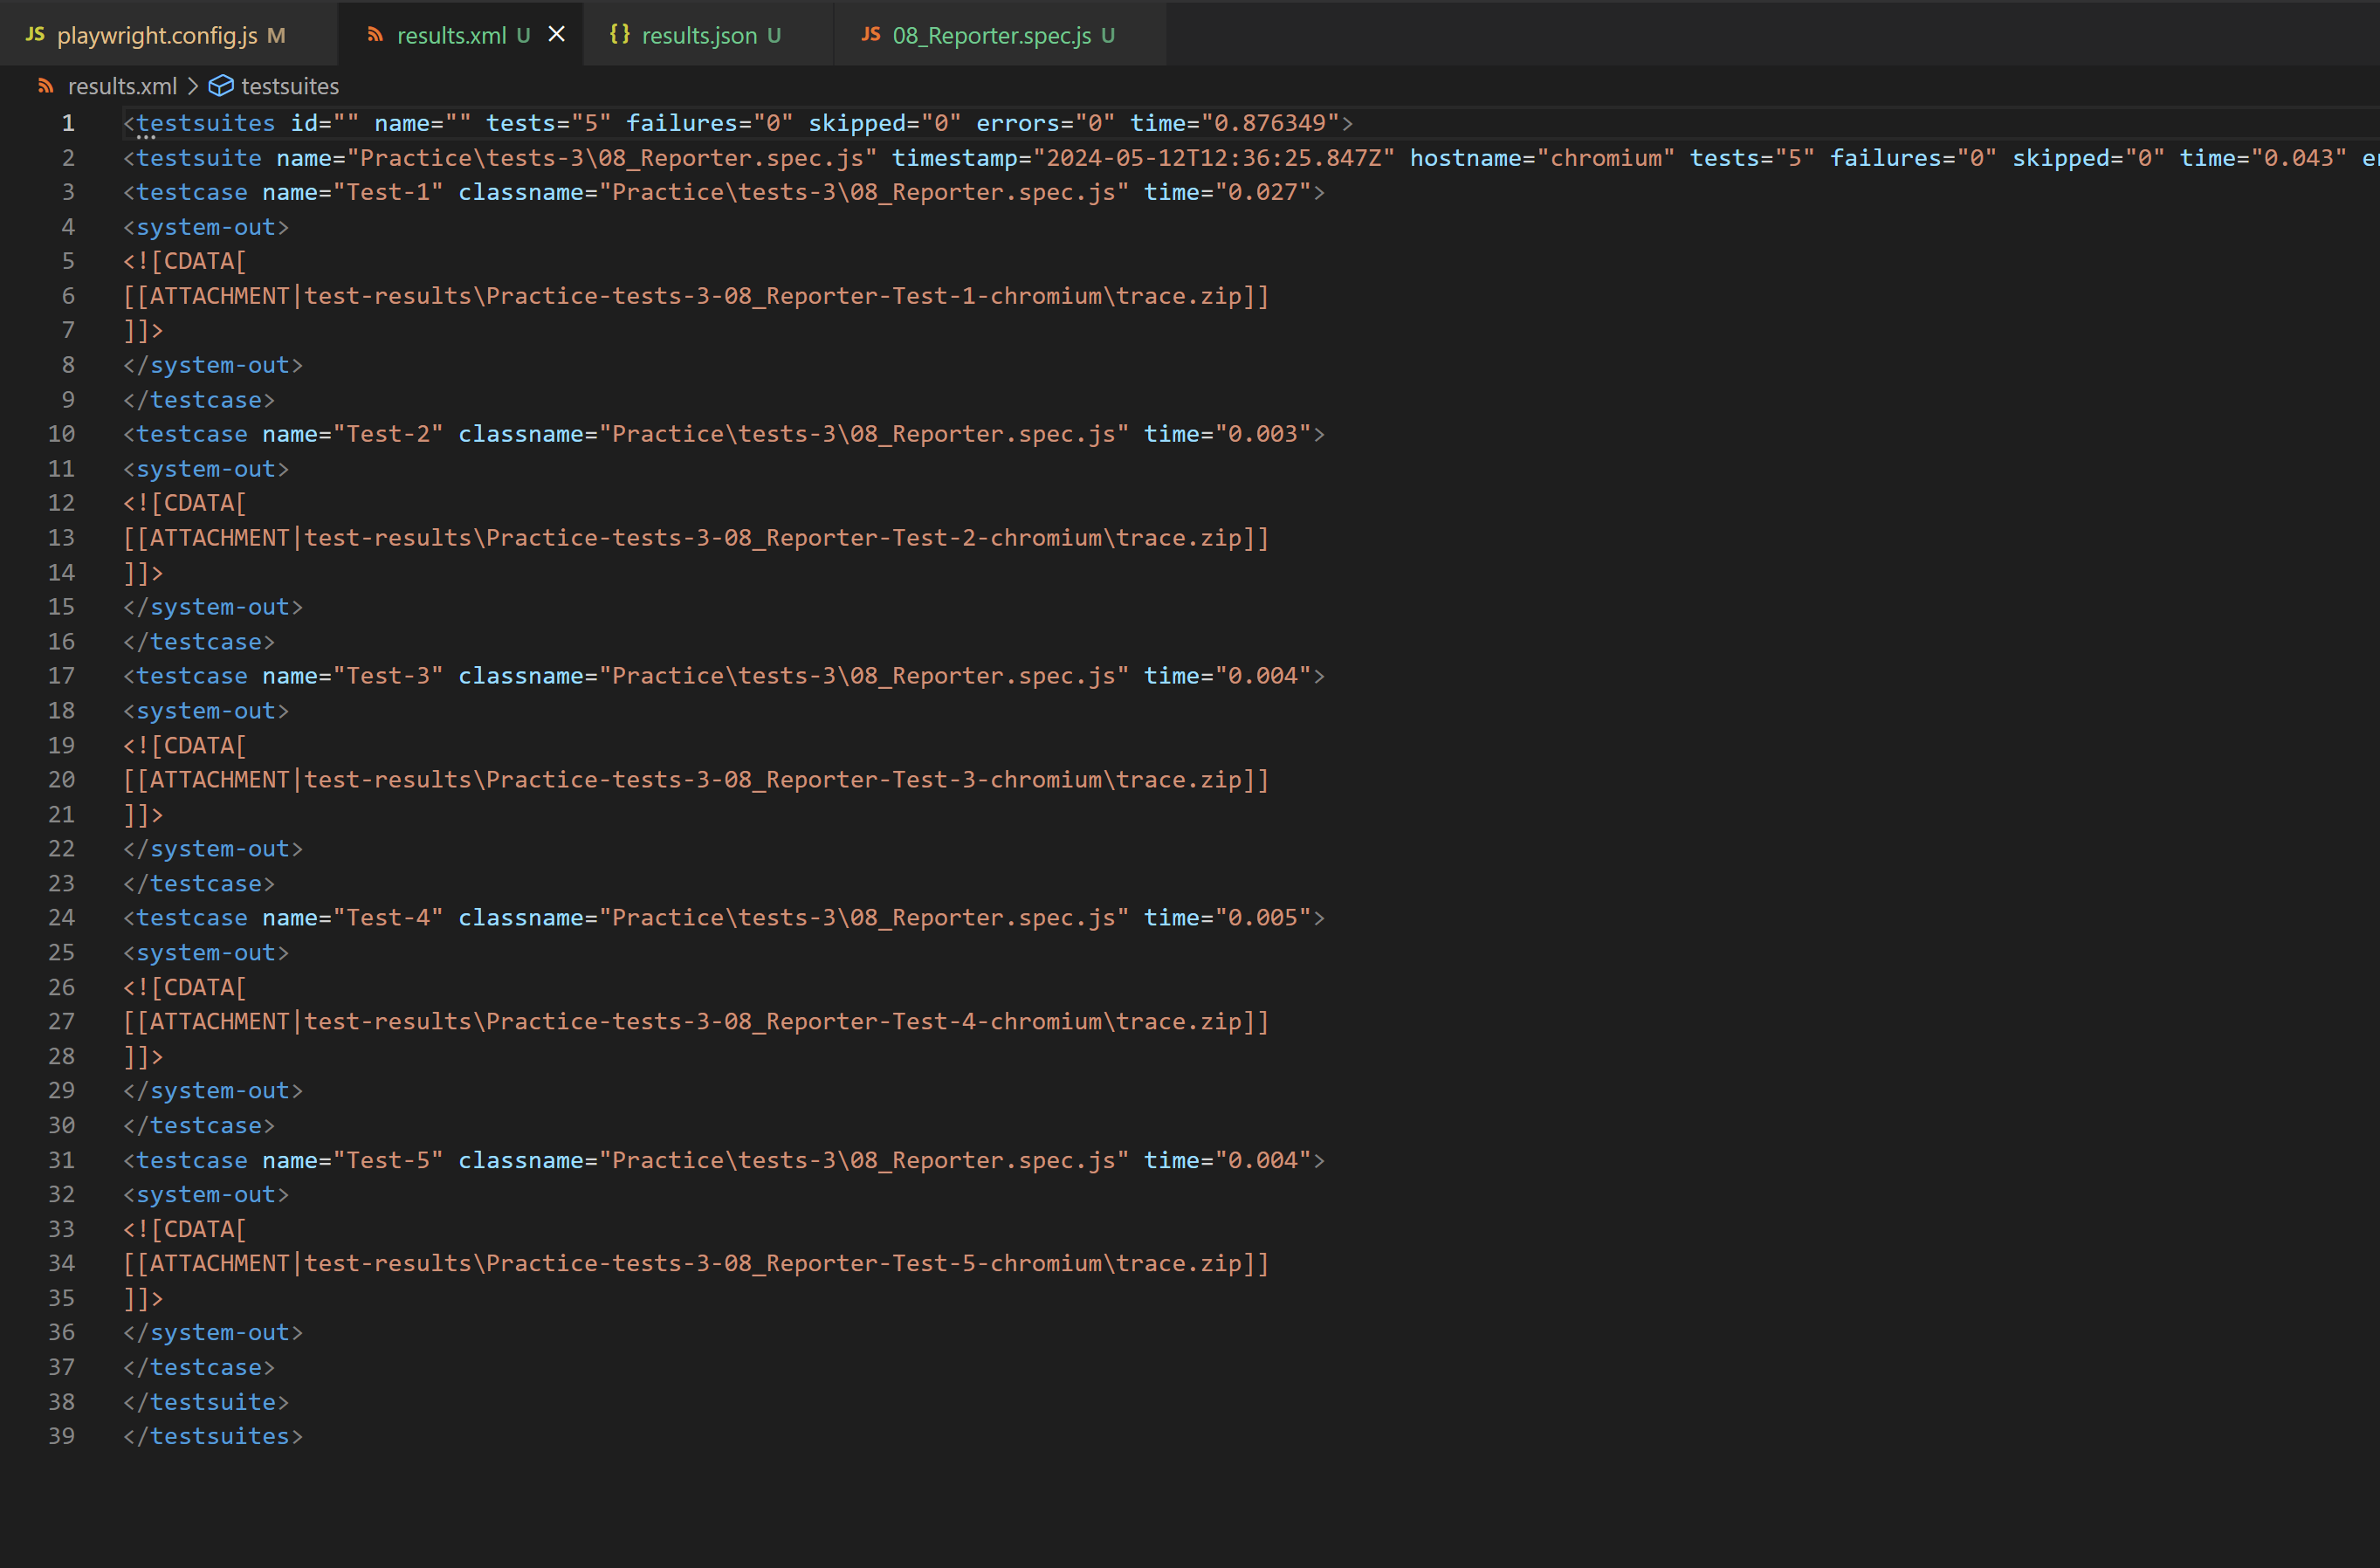 JS playwright.config.js M results.xml U {} results.json U JS 08_Reporter.spec.js U
results.xml > testsuites
1 <testsuites id="" name="" tests="5" failures="0" skipped="0" errors="0" time="0.876349">
2 <testsuite name="Practice\tests-3\08_Reporter.spec.js" timestamp="2024-05-12T12:36:25.847Z" hostname="chromium" tests="5" failures="0" skipped="0" time="0.043"
3 <testcase name="Test-1" classname="Practice\tests-3\08_Reporter.spec.js" time="0.027">
4 <system-out>
5 <![CDATA[
6 [[ATTACHMENT|test-results\Practice-tests-3-08_Reporter-Test-1-chromium\trace.zip]]
7 ]]>
8 </system-out>
9 </testcase>
10 <testcase name="Test-2" classname="Practice\tests-3\08_Reporter.spec.js" time="0.003">
11 <system-out>
12 <![CDATA[
13 [[ATTACHMENT|test-results\Practice-tests-3-08_Reporter-Test-2-chromium\trace.zip]]
14 ]]>
15 </system-out>
16 </testcase>
17 <testcase name="Test-3" classname="Practice\tests-3\08_Reporter.spec.js" time="0.004">
18 <system-out>
19 <![CDATA[
20 [[ATTACHMENT|test-results\Practice-tests-3-08_Reporter-Test-3-chromium\trace.zip]]
21 ]]>
22 </system-out>
23 </testcase>
24 <testcase name="Test-4" classname="Practice\tests-3\08_Reporter.spec.js" time="0.005">
25 <system-out>
26 <![CDATA[
27 [[ATTACHMENT|test-results\Practice-tests-3-08_Reporter-Test-4-chromium\trace.zip]]
28 ]]>
29 </system-out>
30 </testcase>
31 <testcase name="Test-5" classname="Practice\tests-3\08_Reporter.spec.js" time="0.004">
32 <system-out>
33 <![CDATA[
34 [[ATTACHMENT|test-results\Practice-tests-3-08_Reporter-Test-5-chromium\trace.zip]]
35 ]]>
36 </system-out>
37 </testcase>
38 </testsuite>
39 </testsuites>